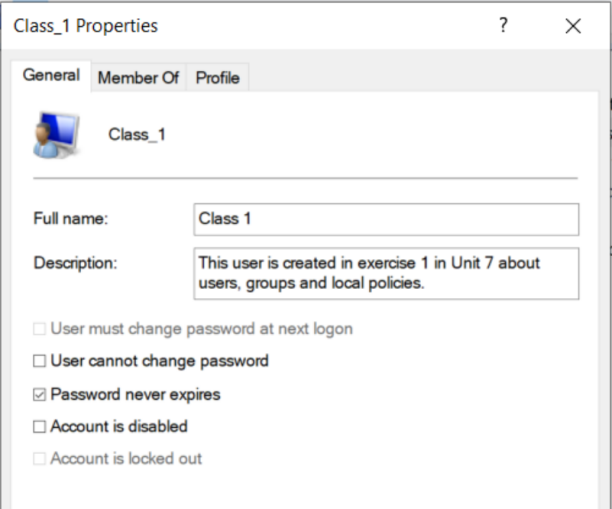 Class_1 Properties
?
General
Member Of
Profile
Class_1
Full name:
Class 1
Description:
This user is created in exercise 1 in Unit 7 about
users, groups and local policies.
User must change password at next logon
User cannot change password
Password never expires
Account is disabled
Account is locked out